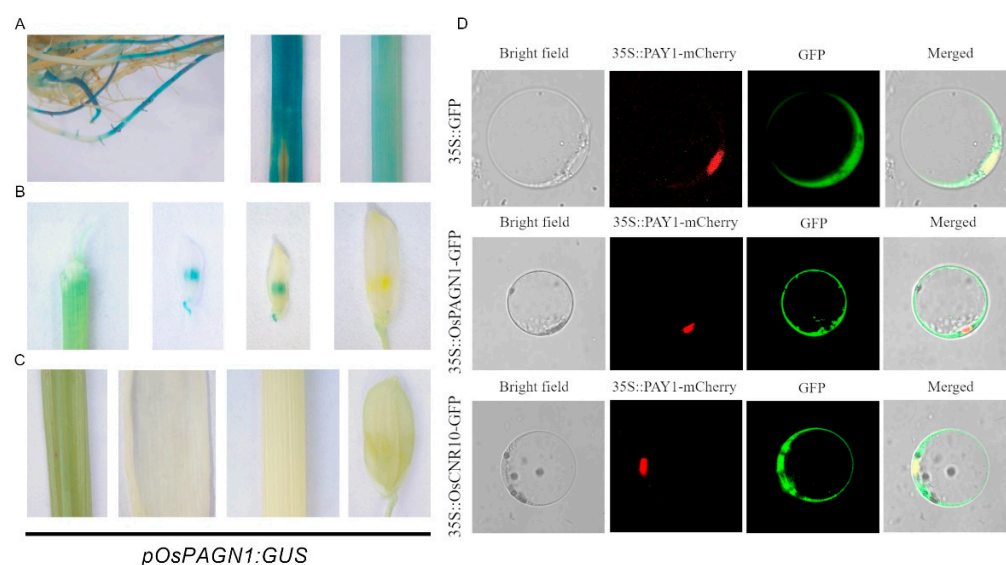 A
B
C
pOsPAGN1:GUS
D
Bright field 35S::PAY1-mCherry GFP Merged
35S::GFP
Bright field 35S::PAY1-mCherry GFP Merged
35S::OsPAGN1-GFP
Bright field 35S::PAY1-mCherry GFP Merged
35S::OsCNR10-GFP